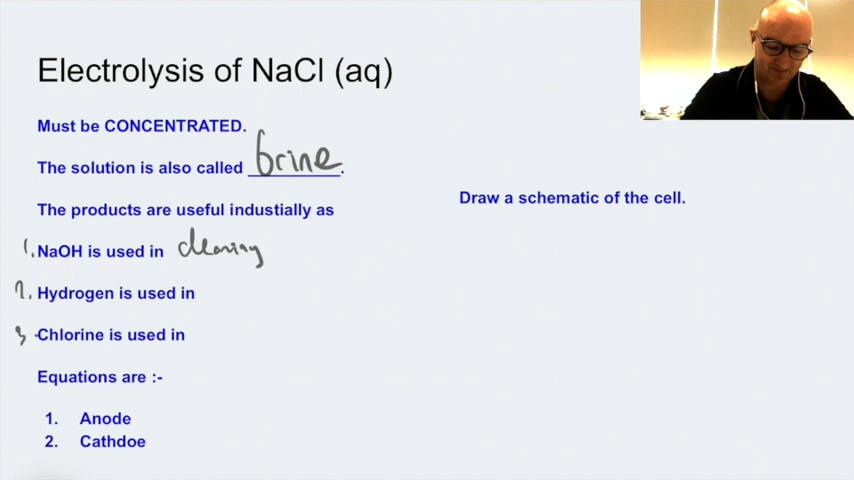 Electrolysis of NaCl (aq)
Must be CONCENTRATED.
The solution is also called brine.
The products are useful industially as
1. NaOH is used in cleaning
2. Hydrogen is used in
3. Chlorine is used in
Equations are :-
1. Anode
2. Cathdoe
Draw a schematic of the cell.